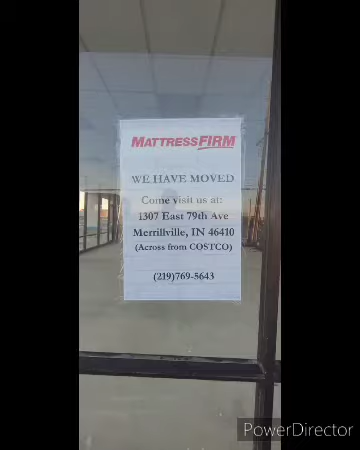 MATTRESSFIRM
WE HAVE MOVED
Come visit us at:
1307 East 79th Ave
Merrillville, IN 46410
(Across from COSTCO)
(219)769-5643
PowerDirector